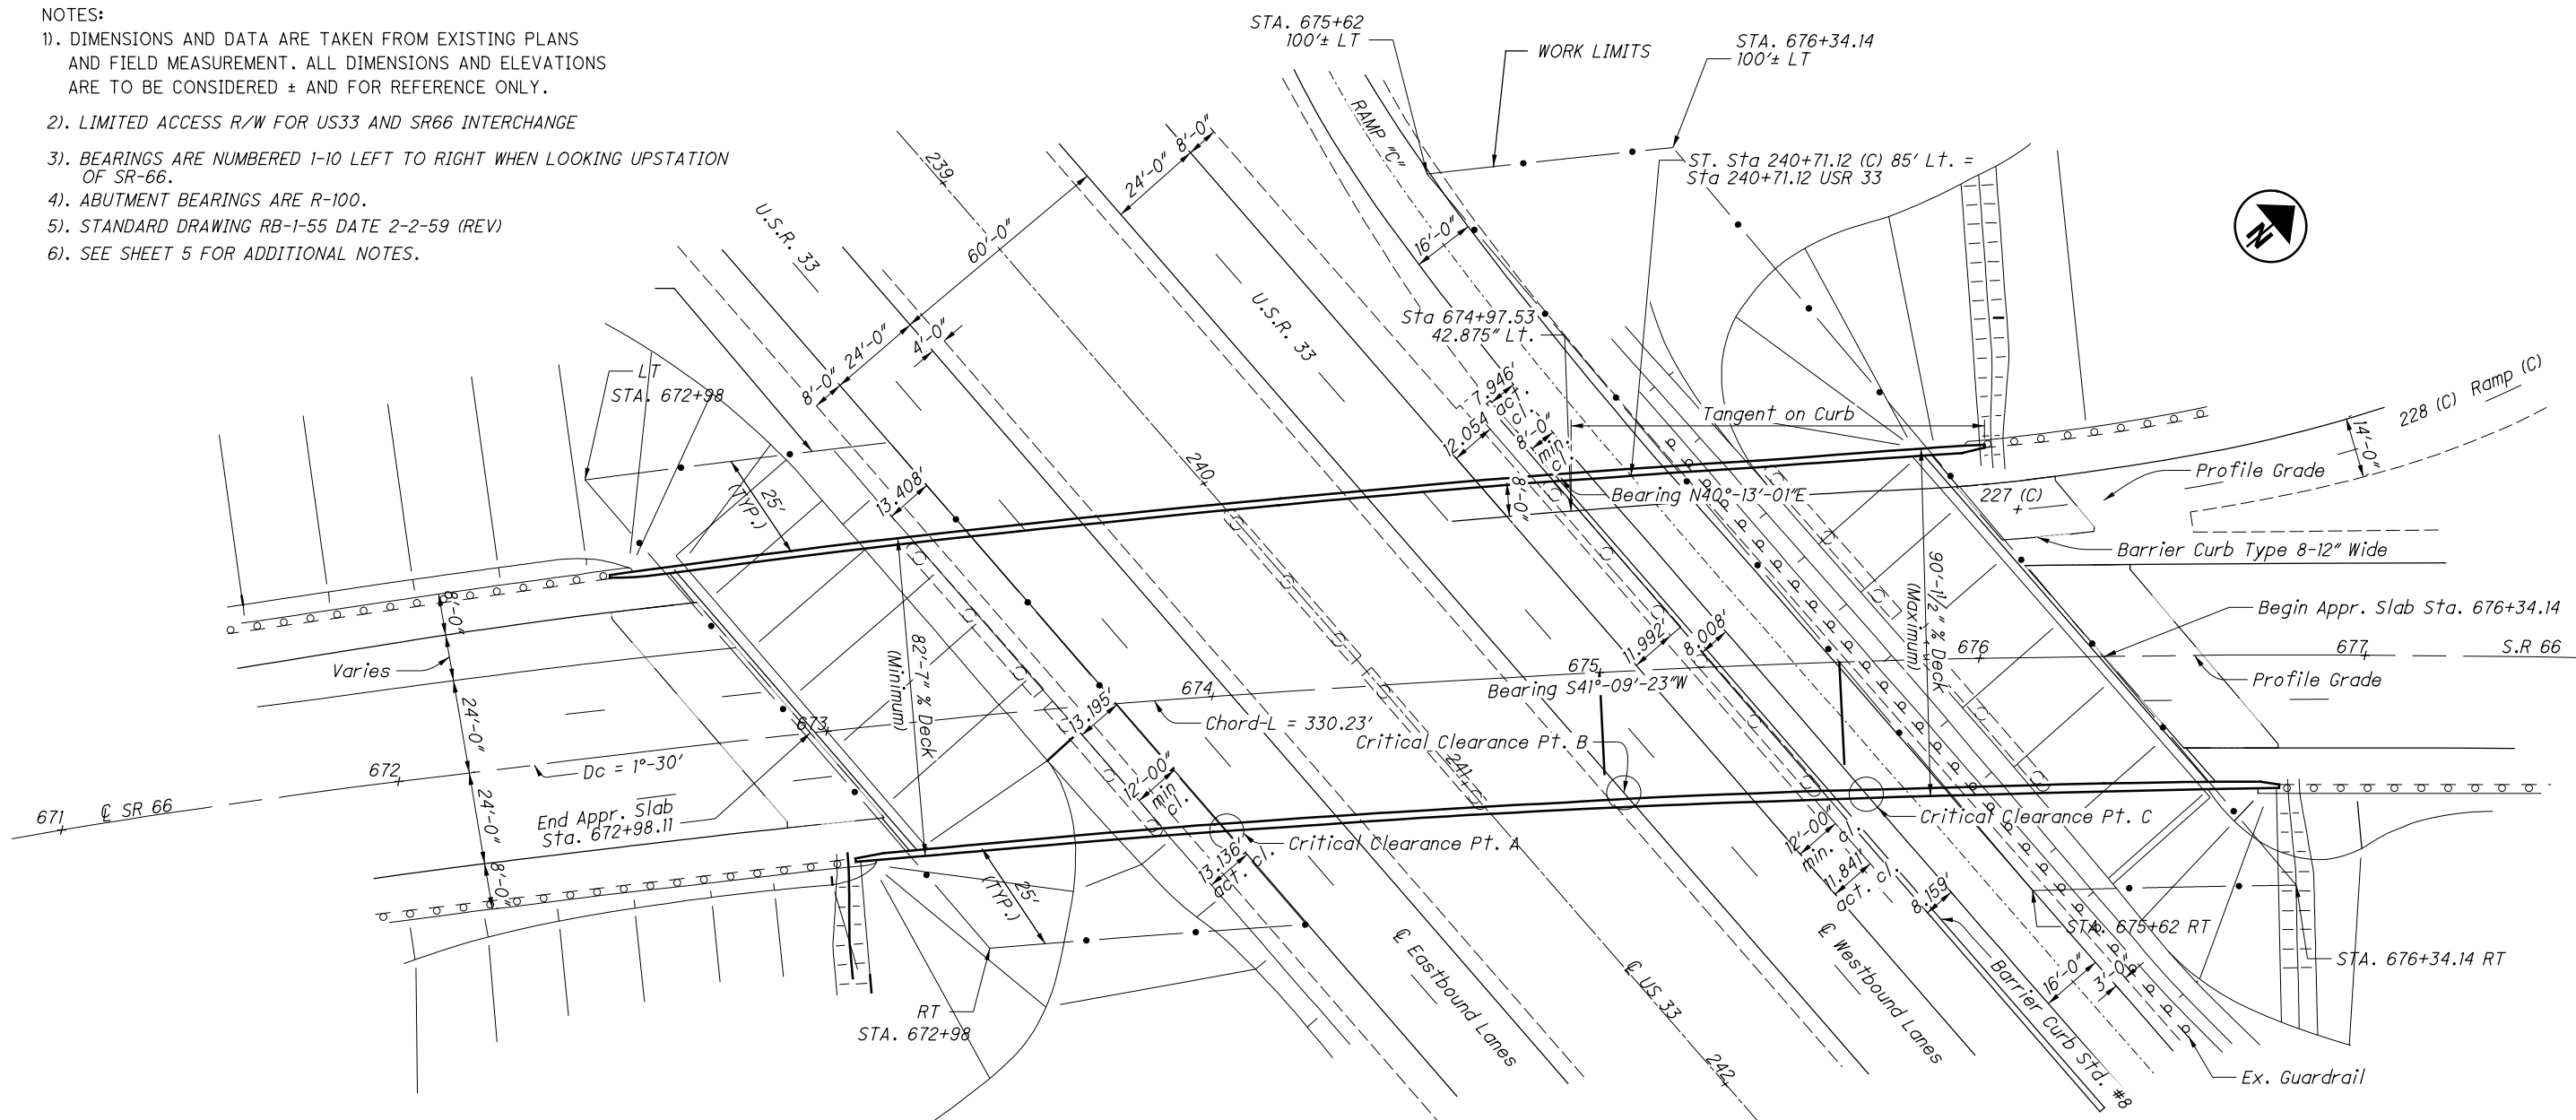 NOTES:
1). DIMENSIONS AND DATA ARE TAKEN FROM EXISTING PLANS
AND FIELD MEASUREMENT. ALL DIMENSIONS AND ELEVATIONS
ARE TO BE CONSIDERED ± AND FOR REFERENCE ONLY.
2). LIMITED ACCESS R/W FOR US33 AND SR66 INTERCHANGE
3). BEARINGS ARE NUMBERED 1-10 LEFT TO RIGHT WHEN LOOKING UPSTATION
OF SR-66.
4). ABUTMENT BEARINGS ARE R-100.
5). STANDARD DRAWING RB-1-55 DATE 2-2-59 (REV)
6). SEE SHEET 5 FOR ADDITIONAL NOTES.
STA. 675+62
100'± LT
WORK LIMITS
STA. 676+34.14
100'± LT
ST. Sta 240+71.12 (C) 85' Lt. =
Sta 240+71.12 USR 33
N
RAMP "C"
239
8'-0"
24'-0"
60'-0"
U.S.R. 33
16'-0"
U.S.R. 33
Sta 674+97.53
42.875" Lt.
24'-0"
4'-0"
8'-0"
LT
STA. 672+98
7.946'
act.
cl.
8'-0"
min.
cl.
12.054
Tangent on Curb
228 (C) Ramp (C)
14'-0"
Profile Grade
240
25'
(TYP.)
13.408'
8'-0"
Bearing N40°-13'-01"E
227 (C)
Barrier Curb Type 8-12" Wide
90'-1 1/2" % Deck
(Maximum)
Begin Appr. Slab Sta. 676+34.14
8'-0"
Varies
82'-7" % Deck
(Minimum)
11.992'
8.008'
675
676
677
S.R 66
Profile Grade
674
Bearing S41°-09'-23"W
24'-0"
673
13.195'
Chord-L = 330.23'
Critical Clearance Pt. B
672
Dc = 1°-30'
12'-00"
min
cl.
241
671
℄ SR 66
24'-0"
End Appr. Slab
Sta. 672+98.11
Critical Clearance Pt. C
Critical Clearance Pt. A
12'-00"
min. cl.
13.136'
act. cl.
11.841'
act. cl.
8'-0"
25'
(TYP.)
8.159'
STA. 675+62 RT
STA. 676+34.14 RT
℄ Eastbound Lanes
℄ US 33
℄ Westbound Lanes
Barrier Curb Std. #8
16'-0"
3'-0"
RT
STA. 672+98
242
Ex. Guardrail